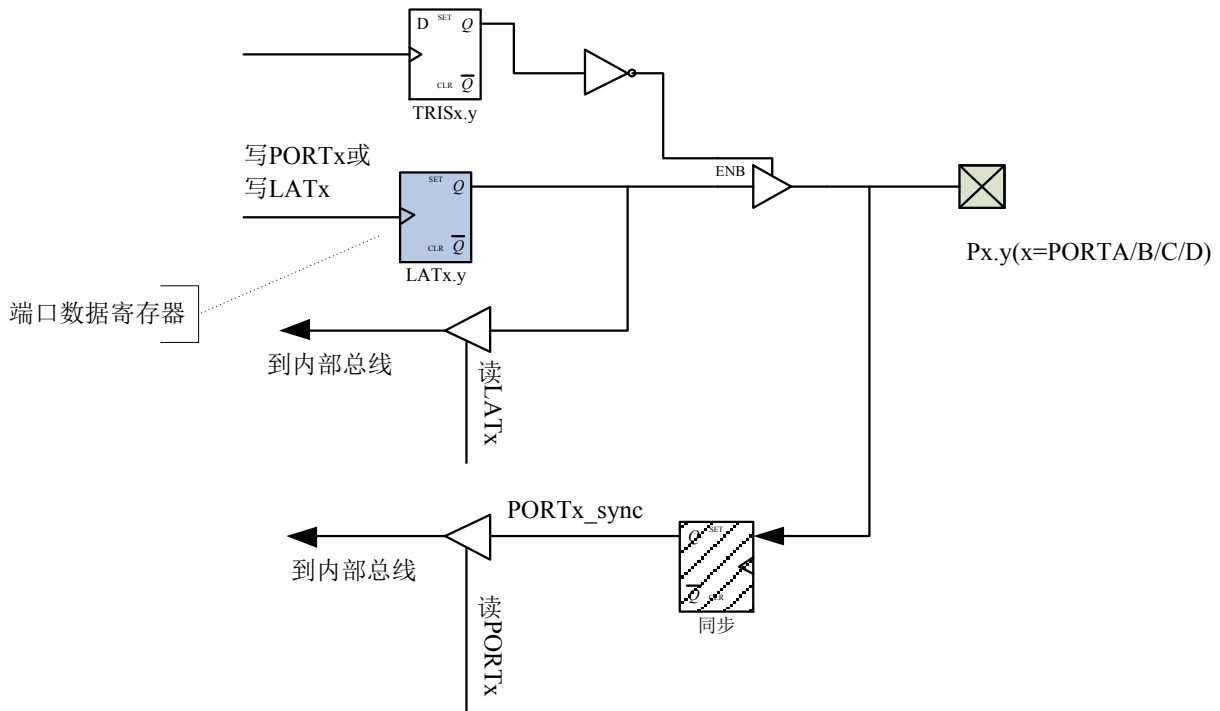 D SET Q
CLR Q
TRISx.y
写PORTx或
写LATx
ENB
SET Q
CLR Q
LATx.y
Px.y(x=PORTA/B/C/D)
端口数据寄存器
到内部总线
读LATx
PORTx_sync
Q SET
Q CLR
到内部总线
读PORTx
同步